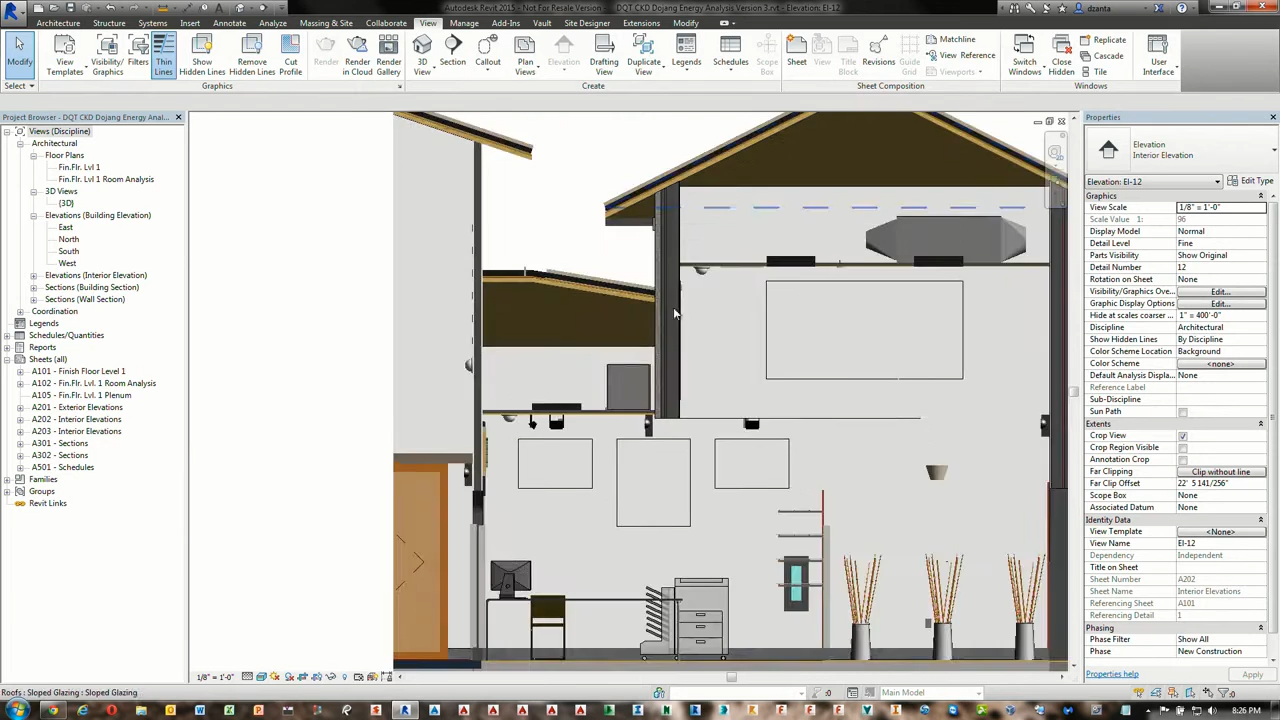 Autodesk Revit 2015 - Not For Resale Version - DQT CKD Dojang Energy Analysis Version 3.rvt - Elevation: EI-12
dzanta
Architecture Structure Systems Insert Annotate Analyze Massing & Site Collaborate View Manage Add-Ins Vault Site Designer Extensions Modify
Modify
View Templates
Visibility/ Graphics
Filters
Thin Lines
Show Hidden Lines
Remove Hidden Lines
Cut Profile
Render
Render in Cloud
Render Gallery
3D View
Section
Callout
Plan Views
Elevation
Drafting View
Duplicate View
Legends
Schedules
Scope Box
Sheet
View
Title Block
Revisions
Guide Grid
Matchline
View Reference
Viewports
Switch Windows
Close Hidden
Replicate
Cascade
Tile
User Interface
Select Graphics Create Sheet Composition Windows
Project Browser - DQT CKD Dojang Energy Anal...
Views (Discipline)
Architectural
Floor Plans
Fin.Flr. Lvl 1
Fin.Flr. Lvl 1 Room Analysis
3D Views
{3D}
Elevations (Building Elevation)
East
North
South
West
Elevations (Interior Elevation)
Sections (Building Section)
Sections (Wall Section)
Coordination
Legends
Schedules/Quantities
Reports
Sheets (all)
A101 - Finish Floor Level 1
A102 - Fin.Flr. Lvl. 1 Room Analysis
A105 - Fin.Flr. Lvl 1 Plenum
A201 - Exterior Elevations
A202 - Interior Elevations
A203 - Interior Elevations
A301 - Sections
A302 - Sections
A501 - Schedules
Families
Groups
Revit Links
Properties
Elevation
Interior Elevation
Elevation: EI-12 Edit Type
Graphics
View Scale 1/8" = 1'-0"
Scale Value 1: 96
Display Model Normal
Detail Level Fine
Parts Visibility Show Original
Detail Number 12
Rotation on Sheet None
Visibility/Graphics Ove... Edit...
Graphic Display Options Edit...
Hide at scales coarser ... 1" = 400'-0"
Discipline Architectural
Show Hidden Lines By Discipline
Color Scheme Location Background
Color Scheme <none>
Default Analysis Displa... None
Reference Label
Sub-Discipline
Sun Path
Extents
Crop View
Crop Region Visible
Annotation Crop
Far Clipping Clip without line
Far Clip Offset 22' 5 141/256"
Scope Box None
Associated Datum None
Identity Data
View Template <None>
View Name EI-12
Dependency Independent
Title on Sheet
Sheet Number A202
Sheet Name Interior Elevations
Referencing Sheet A101
Referencing Detail 1
Phasing
Phase Filter Show All
Phase New Construction
Properties help Apply
1/8" = 1'-0"
Roofs : Sloped Glazing : Sloped Glazing
:0
Main Model
:0
8:26 PM